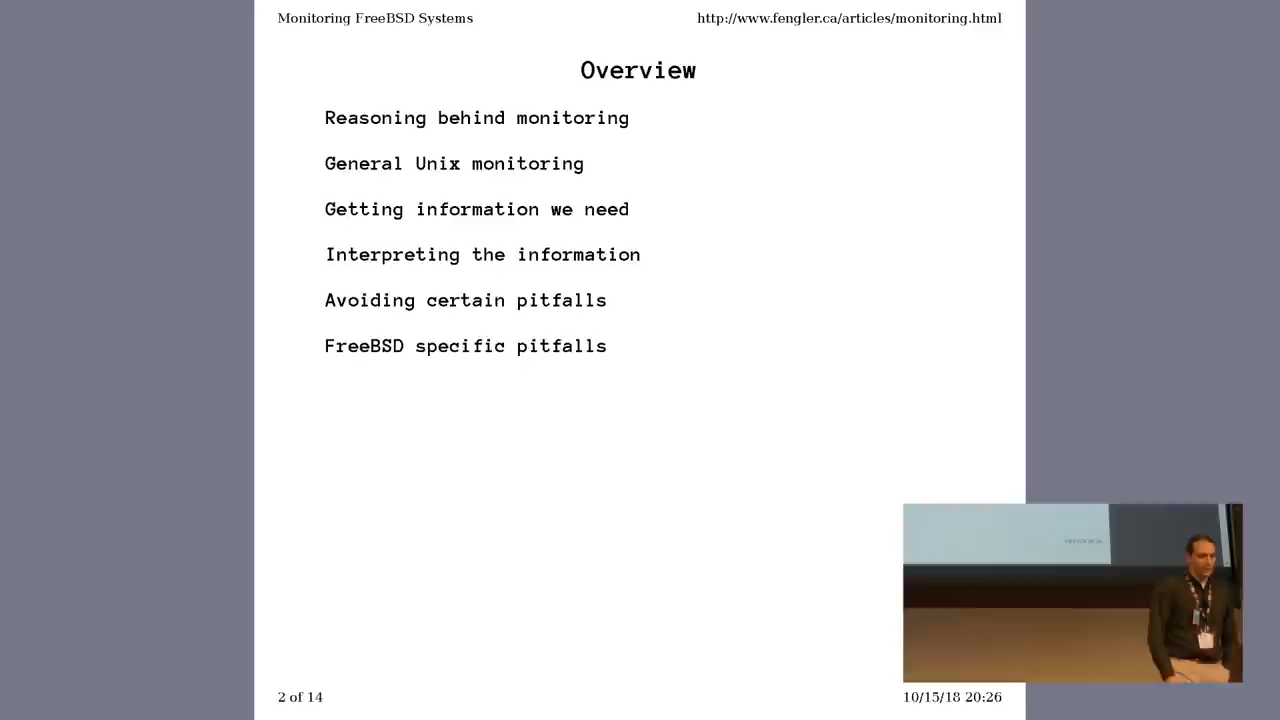 Monitoring FreeBSD Systems
http://www.fengler.ca/articles/monitoring.html
Overview
Reasoning behind monitoring
General Unix monitoring
Getting information we need
Interpreting the information
Avoiding certain pitfalls
FreeBSD specific pitfalls
2 of 14
10/15/18 20:26